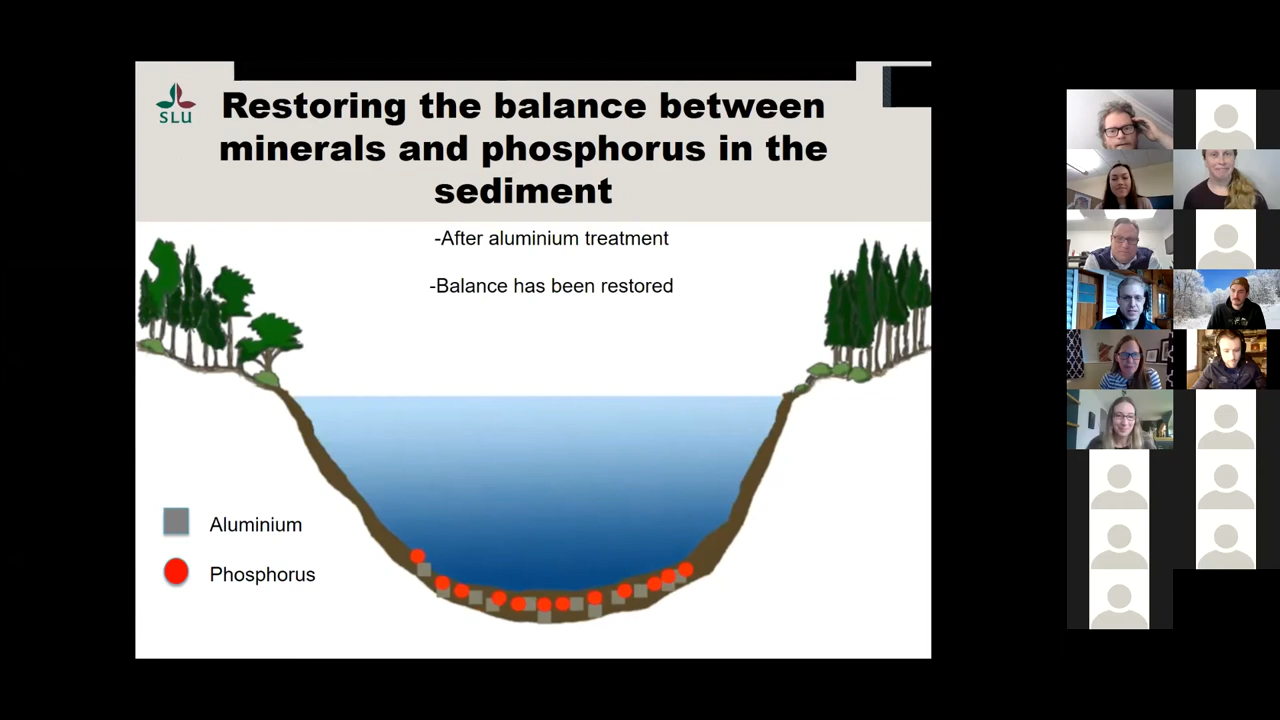 SLU
Restoring the balance between
minerals and phosphorus in the
sediment
-After aluminium treatment
-Balance has been restored
Aluminium
Phosphorus